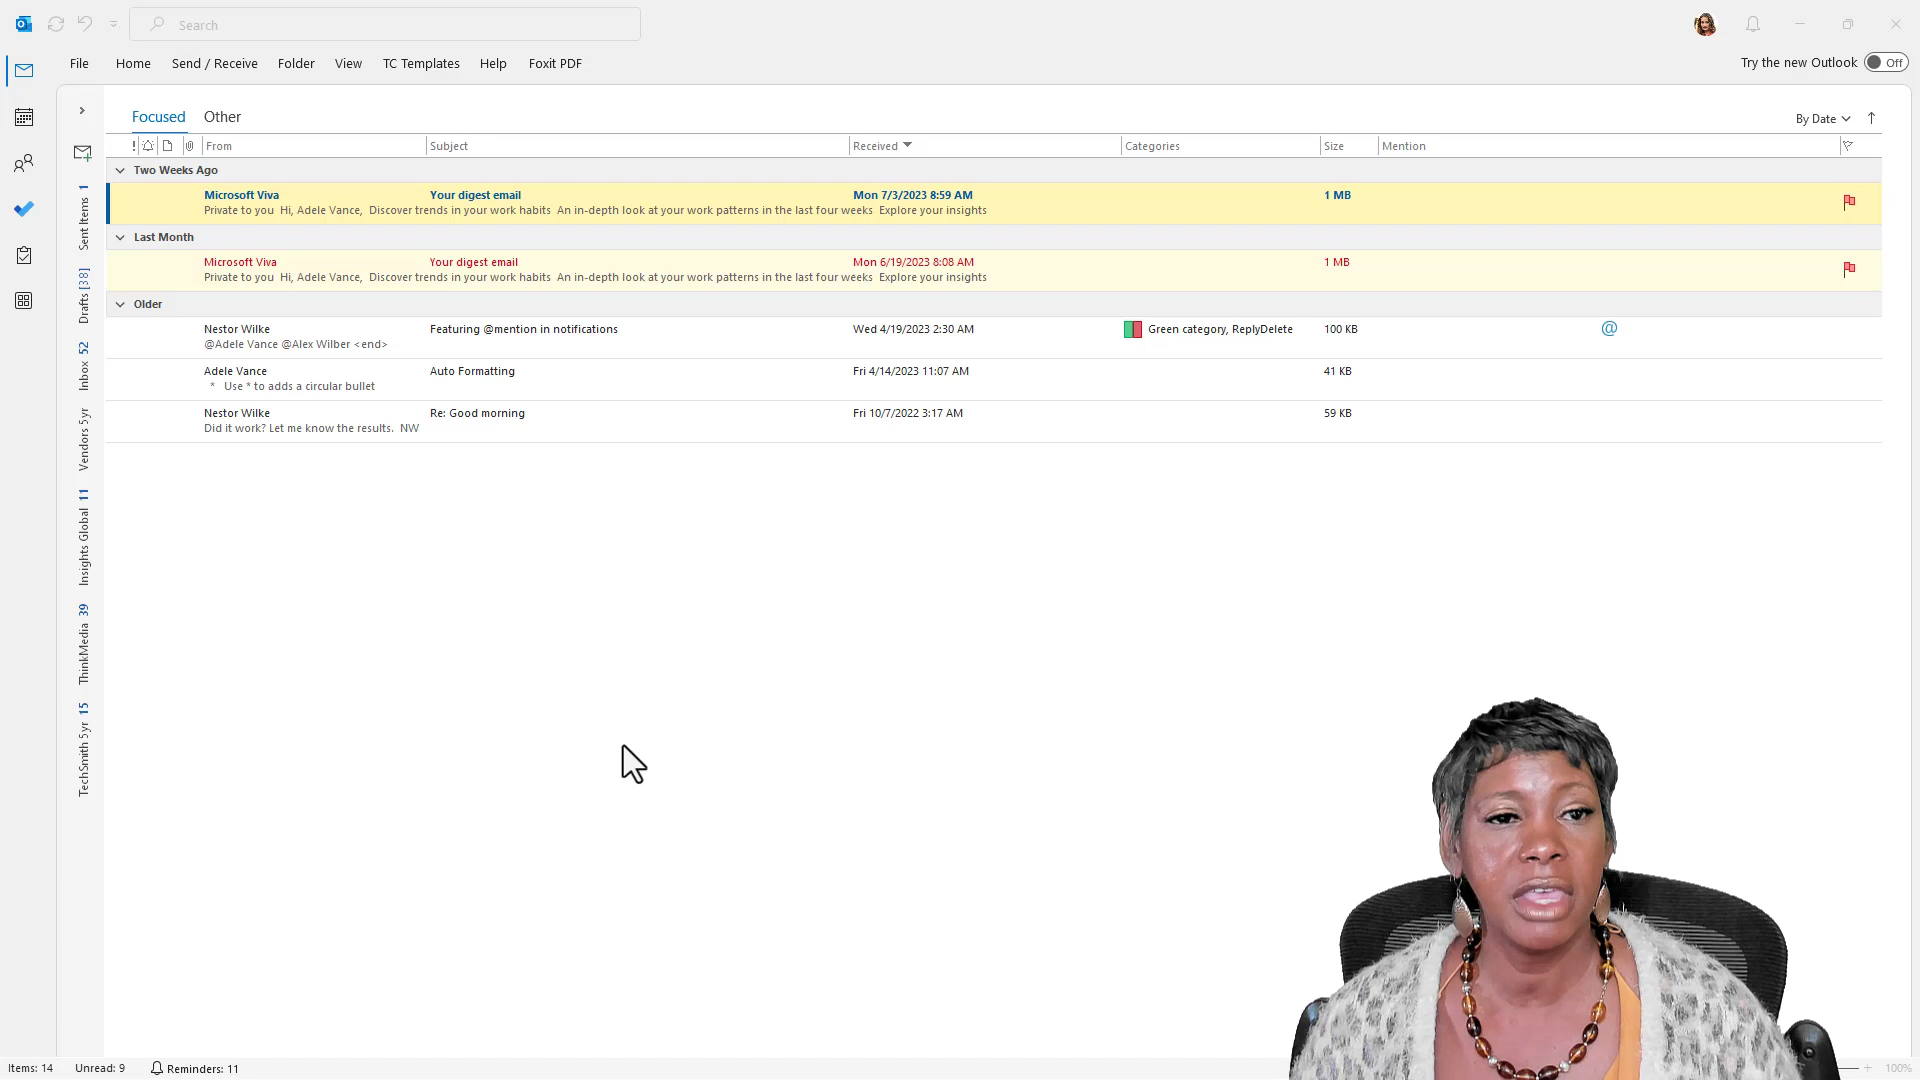 Search
File Home Send / Receive Folder View TC Templates Help Foxit PDF
Try the new Outlook Off
Focused Other
By Date
! From Subject Received Categories Size Mention
Two Weeks Ago
Microsoft Viva Your digest email Mon 7/3/2023 8:59 AM 1 MB
Private to you Hi, Adele Vance, Discover trends in your work habits An in-depth look at your work patterns in the last four weeks Explore your insights
Last Month
Microsoft Viva Your digest email Mon 6/19/2023 8:08 AM 1 MB
Private to you Hi, Adele Vance, Discover trends in your work habits An in-depth look at your work patterns in the last four weeks Explore your insights
Older
Nestor Wilke Featuring @mention in notifications Wed 4/19/2023 2:30 AM Green category, ReplyDelete 100 KB @
@Adele Vance @Alex Wilber <end>
Adele Vance Auto Formatting Fri 4/14/2023 11:07 AM 41 KB
* Use * to adds a circular bullet
Nestor Wilke Re: Good morning Fri 10/7/2022 3:17 AM 59 KB
Did it work? Let me know the results. NW
Sent Items 1
Drafts [38]
Inbox 52
Vendors 5yr
Insights Global 11
ThinkMedia 39
TechSmith 5yr 15
Items: 14 Unread: 9 Reminders: 11
100%